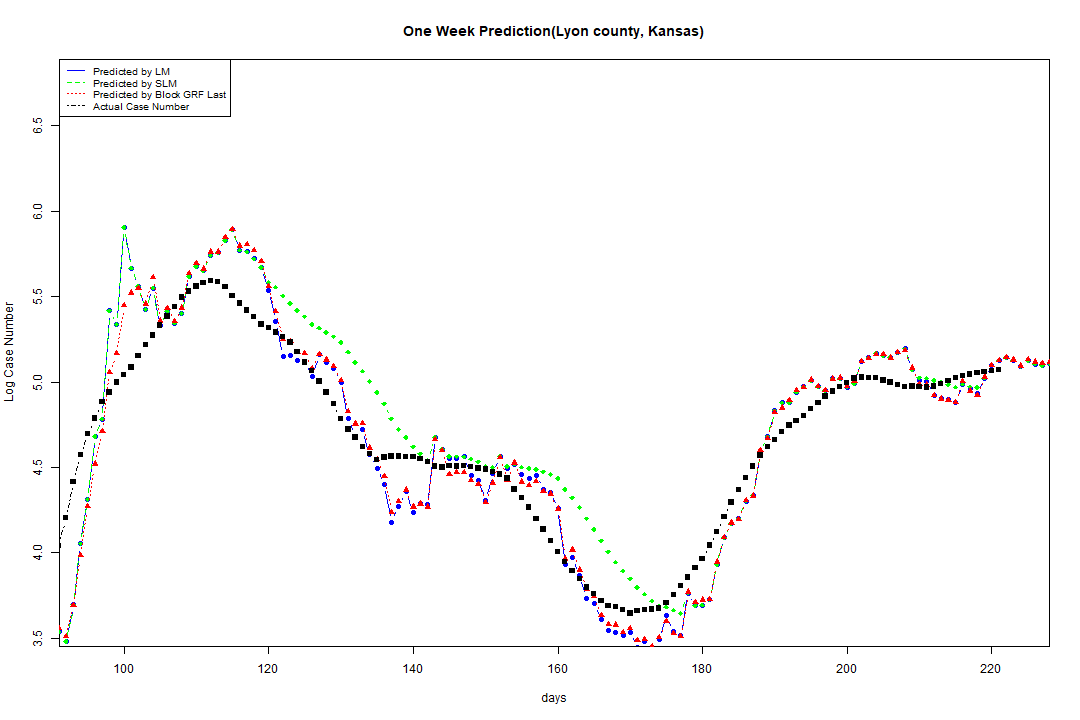 One Week Prediction(Lyon county, Kansas)
Predicted by LM
Predicted by SLM
Predicted by Block GRF Last
Actual Case Number
6.5
6.0
5.5
5.0
4.5
4.0
3.5
Log Case Number
100 120 140 160 180 200 220
days